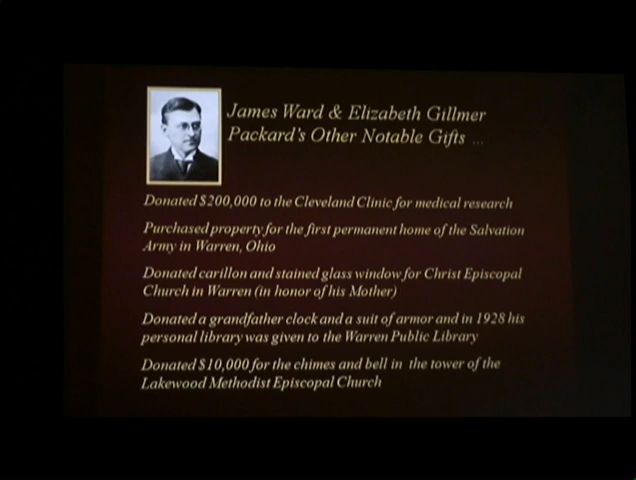 James Ward & Elizabeth Gillmer
Packard's Other Notable Gifts ...
Donated $200,000 to the Cleveland Clinic for medical research
Purchased property for the first permanent home of the Salvation
Army in Warren, Ohio
Donated carillon and stained glass window for Christ Episcopal
Church in Warren (in honor of his Mother)
Donated a grandfather clock and a suit of armor and in 1928 his
personal library was given to the Warren Public Library
Donated $10,000 for the chimes and bell in the tower of the
Lakewood Methodist Episcopal Church